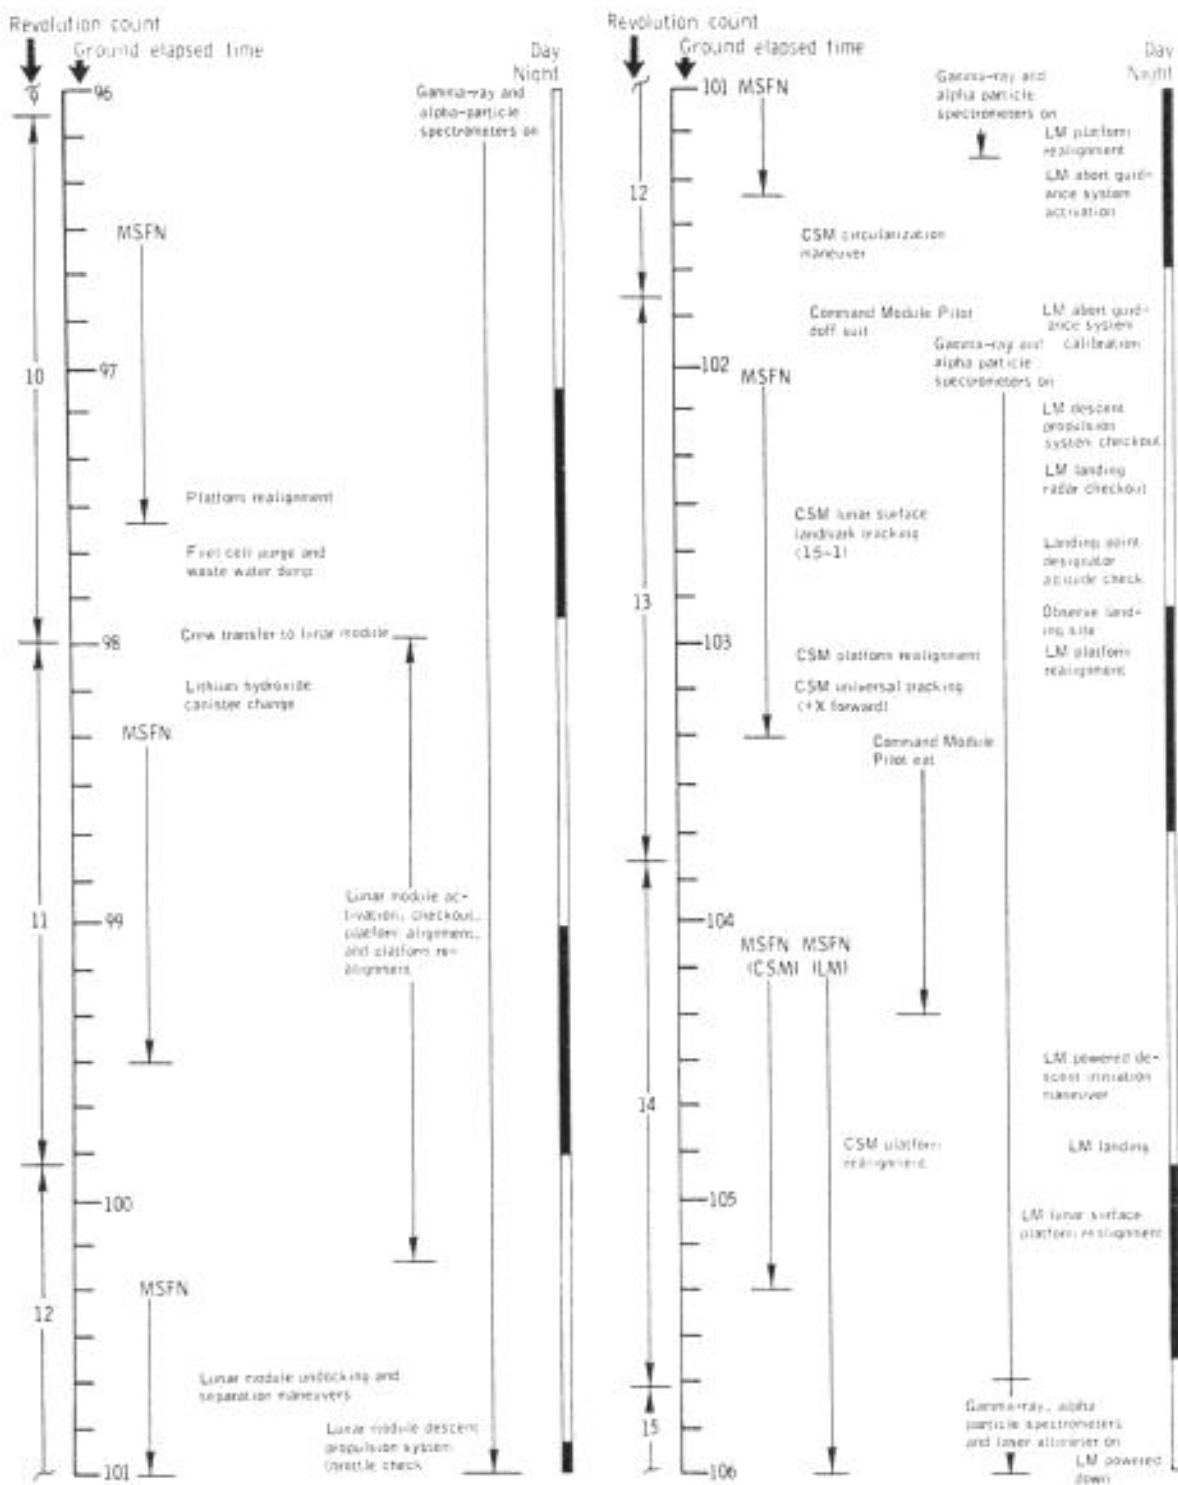 Revolution count
Ground elapsed time
Day
Night
9
96
Gamma-ray and
alpha-particle
spectrometers on
MSFN
10
97
Platform realignment
Fuel cell purge and
waste water dump
98
Crew transfer to lunar module
Lithium hydroxide
canister change
MSFN
11
99
Lunar module ac-
tivation, checkout,
platform alignment,
and platform re-
alignment
100
MSFN
12
Lunar module undocking and
separation maneuvers
Lunar module descent
propulsion system
throttle check
101
Revolution count
Ground elapsed time
Day
Night
101 MSFN
Gamma-ray and
alpha particle
spectrometers on
LM platform
realignment
LM abort guid-
ance system
activation
12
CSM circularization
maneuver
Command Module Pilot
doff suit
LM abort guid-
ance system
calibration
Gamma-ray and
alpha particle
spectrometers on
102
MSFN
LM descent
propulsion
system checkout
LM landing
radar checkout
CSM lunar surface
landmark tracking
(15-1)
Landing point
designator
altitude check
13
Observe land-
ing site
103
CSM platform realignment
LM platform
realignment
CSM universal tracking
(+X forward)
Command Module
Pilot eat
104
MSFN
(CSM)
MSFN
(LM)
LM powered de-
scent initiation
maneuver
14
CSM platform
realignment
LM landing
105
LM lunar surface
platform realignment
15
Gamma-ray, alpha
particle spectrometers
and laser altimeter on
106
LM powered
down